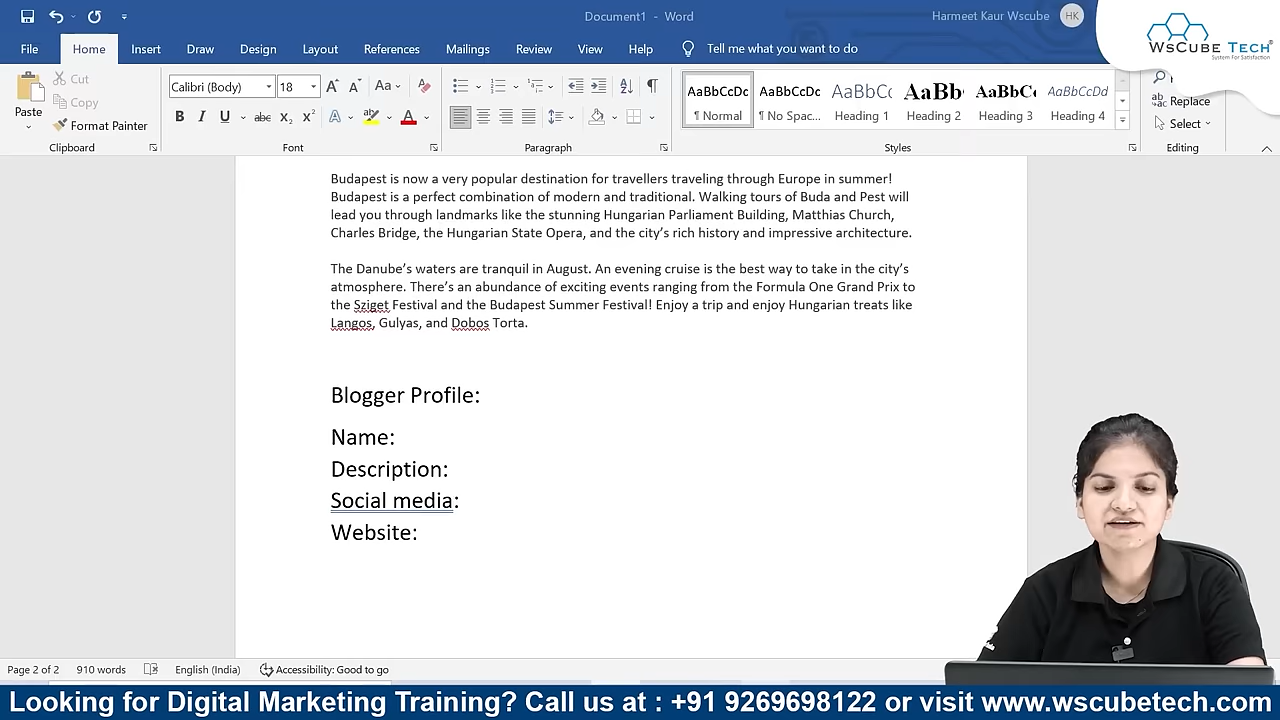 Document1 - Word
Harmeet Kaur Wscube HK
WsCube Tech®
System For Satisfaction
File Home Insert Draw Design Layout References Mailings Review View Help Tell me what you want to do
Paste
Cut
Copy
Format Painter
Calibri (Body) 18
AaBbCcDc AaBbCcDc AaBbCc AaBb AaBbCc AaBbCcDd
¶ Normal ¶ No Spac... Heading 1 Heading 2 Heading 3 Heading 4
Replace
Select
Clipboard Font Paragraph Styles Editing
Budapest is now a very popular destination for travellers traveling through Europe in summer!
Budapest is a perfect combination of modern and traditional. Walking tours of Buda and Pest will
lead you through landmarks like the stunning Hungarian Parliament Building, Matthias Church,
Charles Bridge, the Hungarian State Opera, and the city’s rich history and impressive architecture.
The Danube’s waters are tranquil in August. An evening cruise is the best way to take in the city’s
atmosphere. There’s an abundance of exciting events ranging from the Formula One Grand Prix to
the Sziget Festival and the Budapest Summer Festival! Enjoy a trip and enjoy Hungarian treats like
Langos, Gulyas, and Dobos Torta.
Blogger Profile:
Name:
Description:
Social media:
Website:
Page 2 of 2 910 words English (India) Accessibility: Good to go
Looking for Digital Marketing Training? Call us at : +91 9269698122 or visit www.wscubetech.com